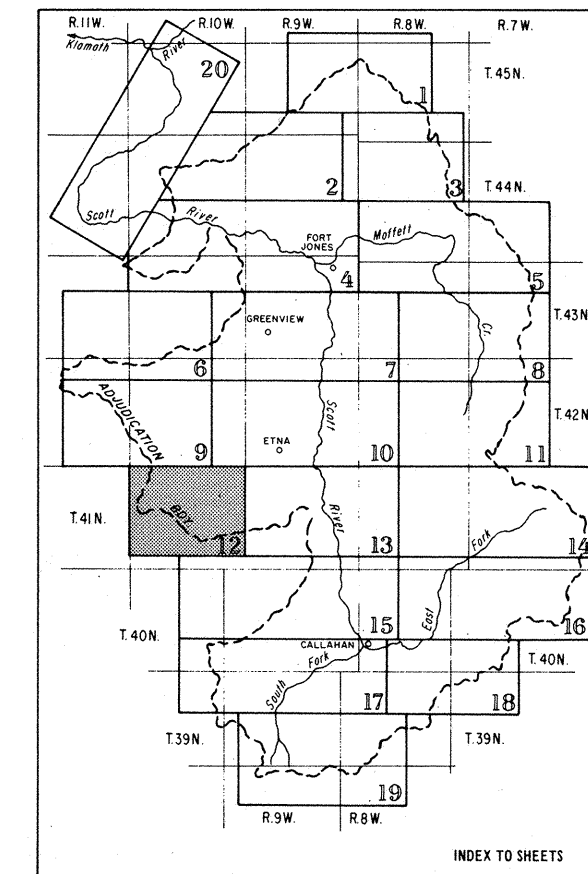 R.11W.
R.10W.
R.9W.
R.8W.
R.7W.
Klamath
River
20
T.45N.
1
2
3
T.44N.
Scott
River
FORT
JONES
Moffett
4
5
GREENVIEW
T.43N.
Cr.
6
7
8
ADJUDICATION
Scott
T.42N.
ETNA
9
10
11
T.41N.
BDY.
River
Fork
12
13
14
East
T.40N.
CALLAHAN
15
16
Fork
T.40N.
South
17
18
T.39N.
T.39N.
19
R.9W.
R.8W.
INDEX TO SHEETS